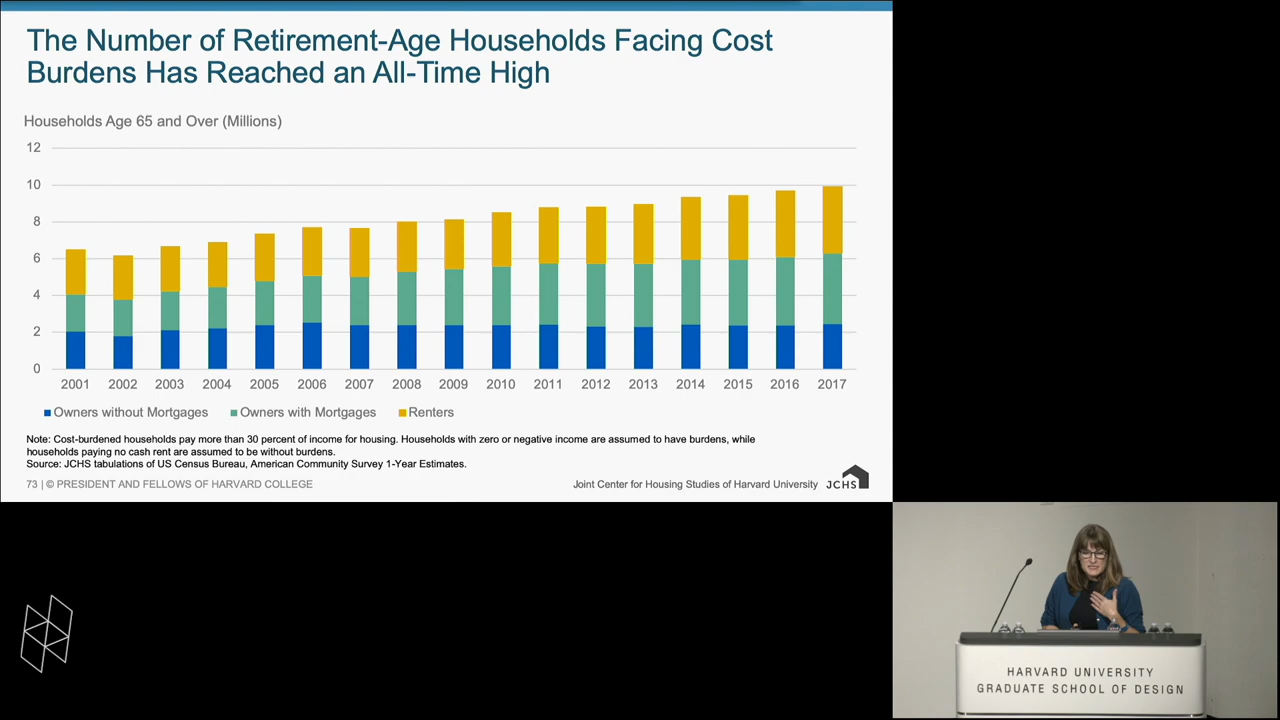 The Number of Retirement-Age Households Facing Cost
Burdens Has Reached an All-Time High
Households Age 65 and Over (Millions)
12
10
8
6
4
2
0
2001 2002 2003 2004 2005 2006 2007 2008 2009 2010 2011 2012 2013 2014 2015 2016 2017
Owners without Mortgages Owners with Mortgages Renters
Note: Cost-burdened households pay more than 30 percent of income for housing. Households with zero or negative income are assumed to have burdens, while
households paying no cash rent are assumed to be without burdens.
Source: JCHS tabulations of US Census Bureau, American Community Survey 1-Year Estimates.
73 | © PRESIDENT AND FELLOWS OF HARVARD COLLEGE
Joint Center for Housing Studies of Harvard University JCHS
HARVARD UNIVERSITY
GRADUATE SCHOOL OF DESIGN